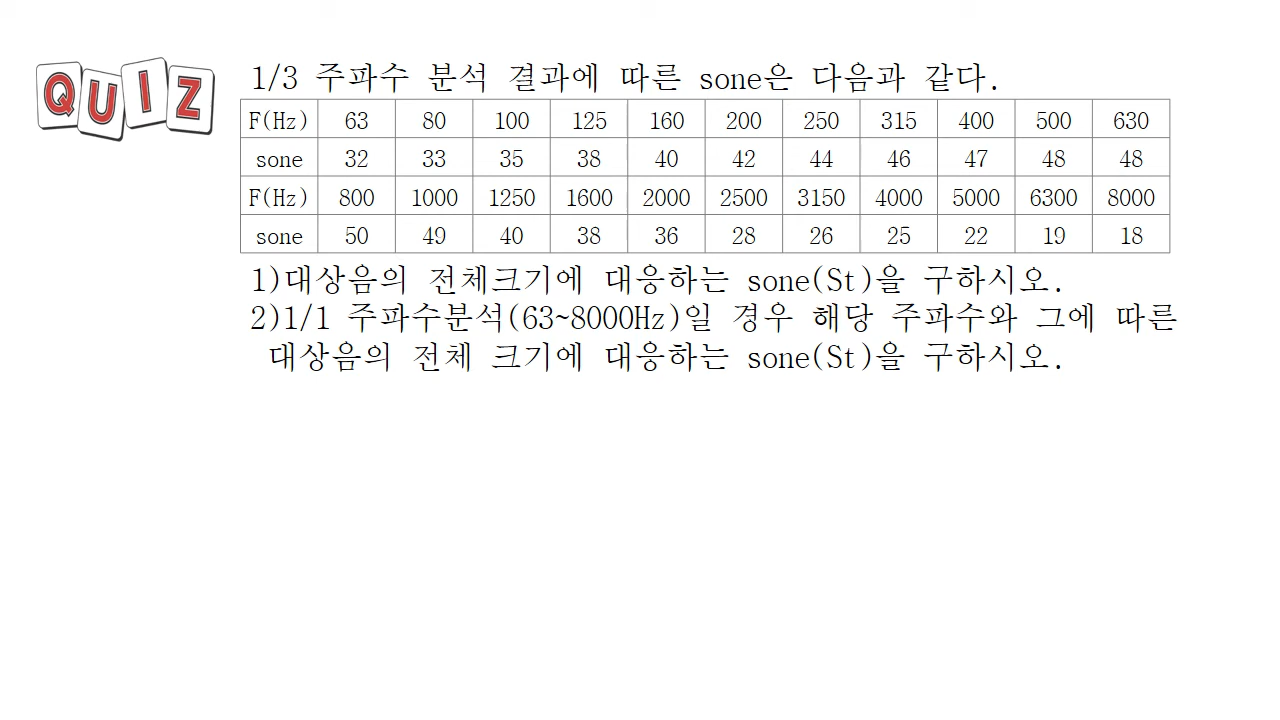 QUIZ
1/3 주파수 분석 결과에 따른 sone은 다음과 같다.
F(Hz) 63 80 100 125 160 200 250 315 400 500 630
sone 32 33 35 38 40 42 44 46 47 48 48
F(Hz) 800 1000 1250 1600 2000 2500 3150 4000 5000 6300 8000
sone 50 49 40 38 36 28 26 25 22 19 18
1)대상음의 전체크기에 대응하는 sone(St)을 구하시오.
2)1/1 주파수분석(63~8000Hz)일 경우 해당 주파수와 그에 따른
대상음의 전체 크기에 대응하는 sone(St)을 구하시오.